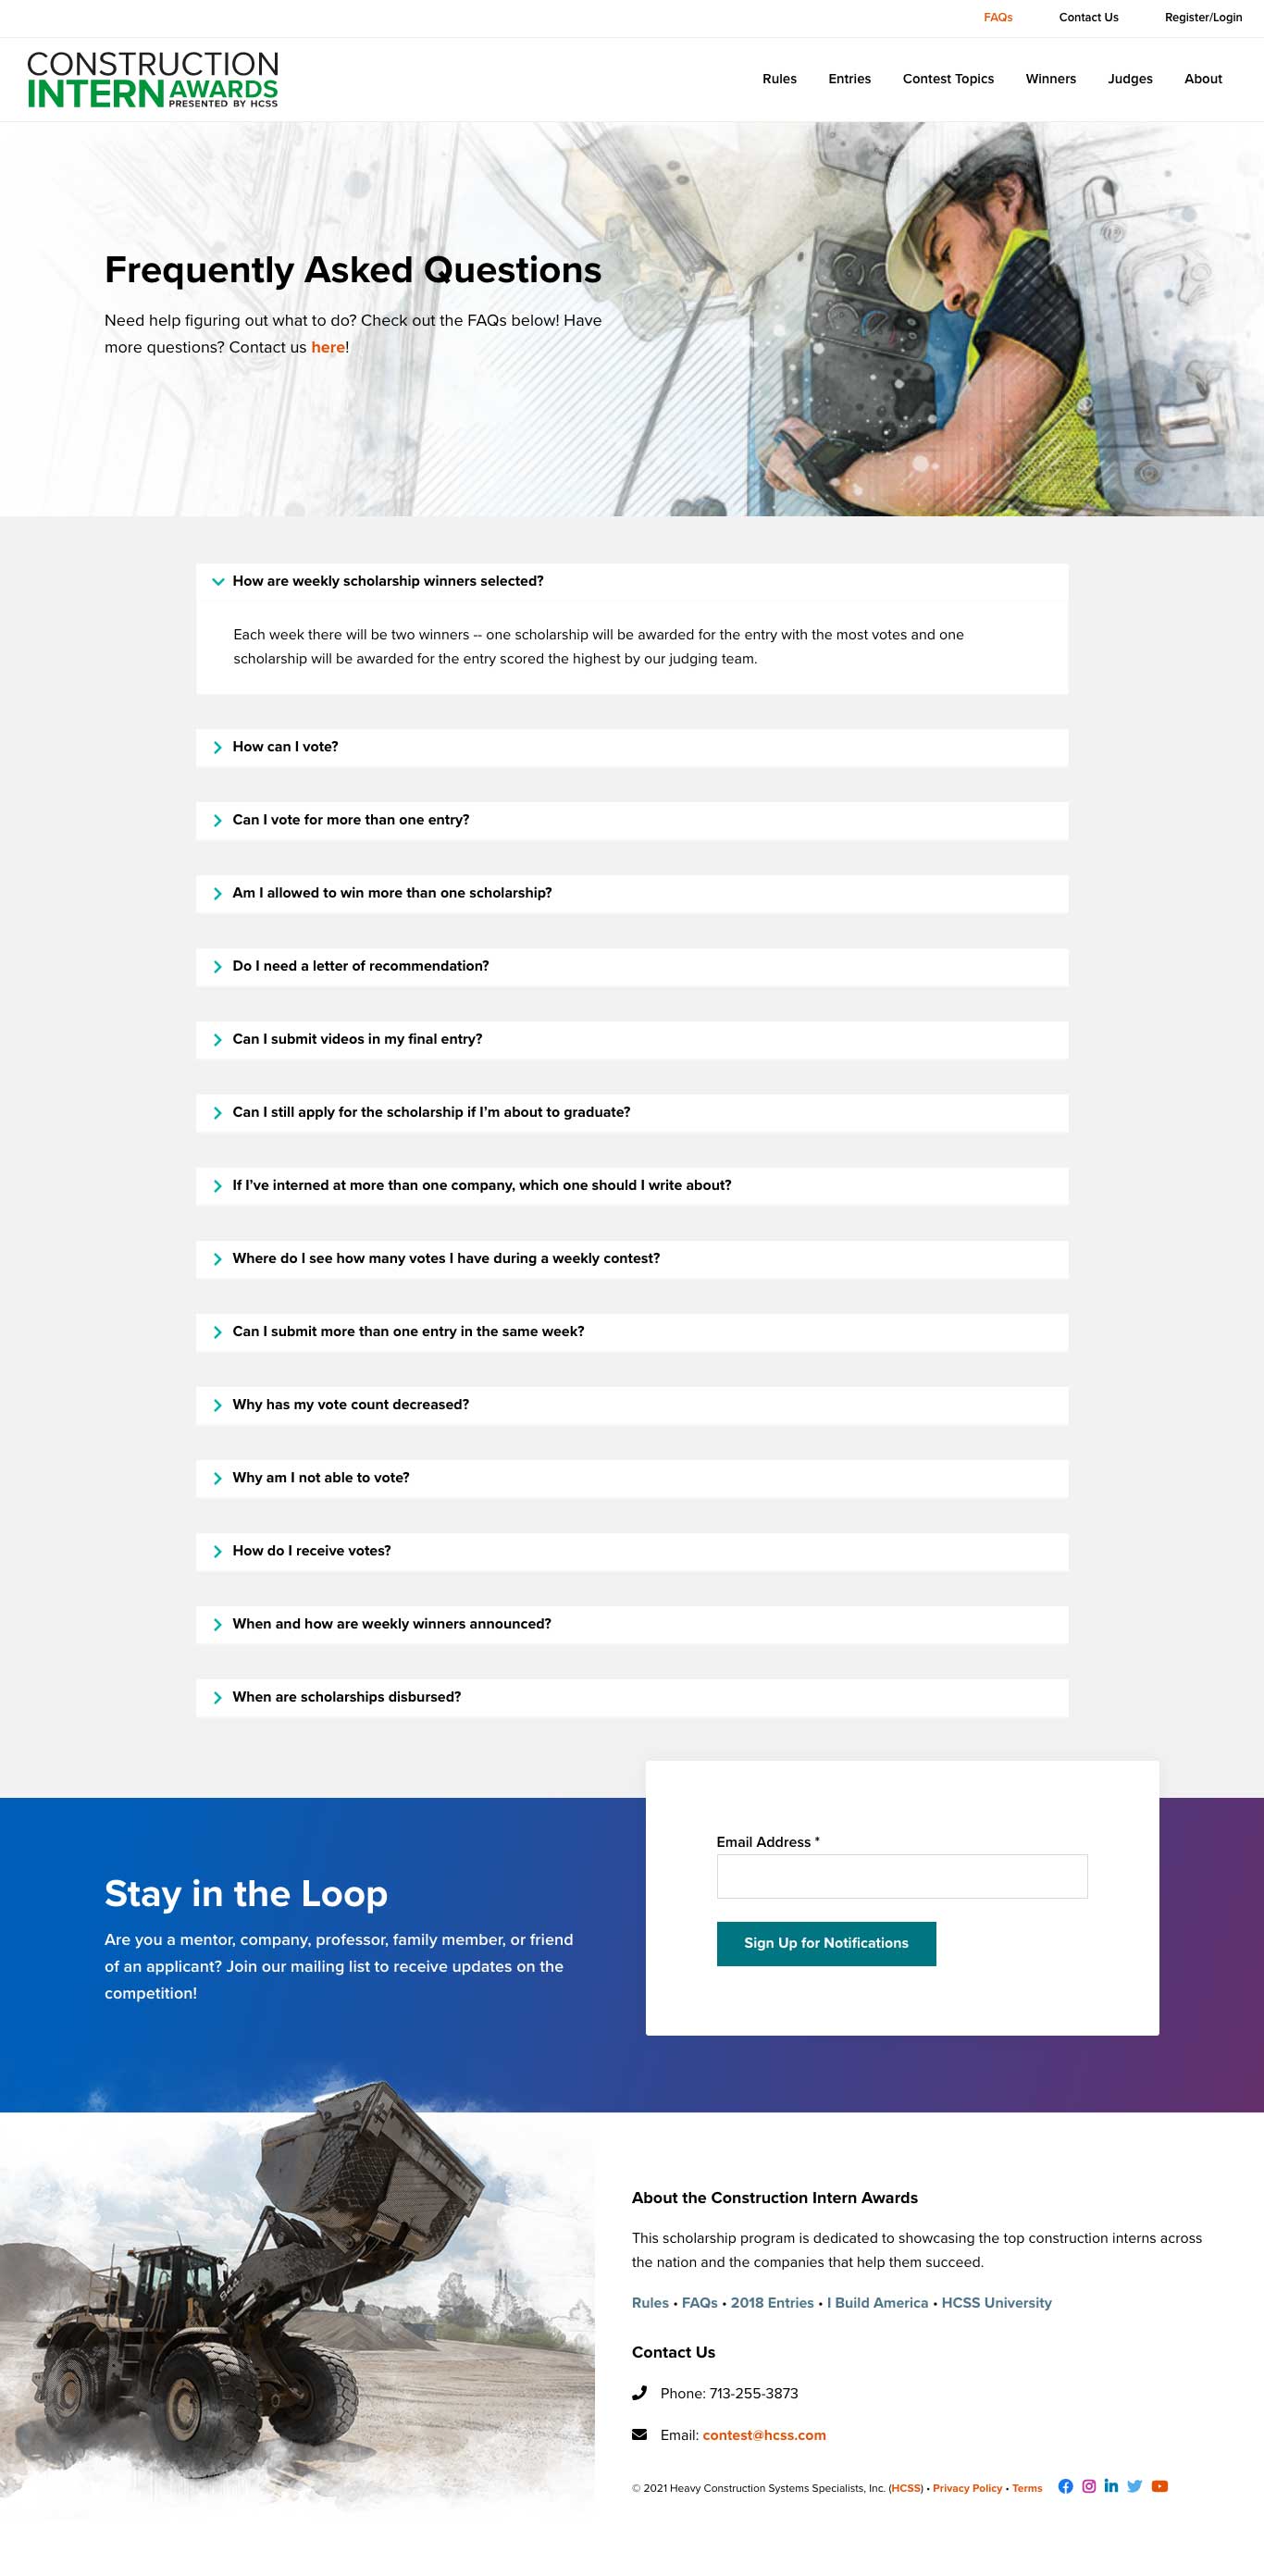 FAQs
Contact Us
Register/Login
CONSTRUCTION
INTERN AWARDS
PRESENTED BY HCSS
Rules
Entries
Contest Topics
Winners
Judges
About
Frequently Asked Questions
Need help figuring out what to do? Check out the FAQs below! Have
more questions? Contact us here!
How are weekly scholarship winners selected?
Each week there will be two winners -- one scholarship will be awarded for the entry with the most votes and one
scholarship will be awarded for the entry scored the highest by our judging team.
How can I vote?
Can I vote for more than one entry?
Am I allowed to win more than one scholarship?
Do I need a letter of recommendation?
Can I submit videos in my final entry?
Can I still apply for the scholarship if I’m about to graduate?
If I’ve interned at more than one company, which one should I write about?
Where do I see how many votes I have during a weekly contest?
Can I submit more than one entry in the same week?
Why has my vote count decreased?
Why am I not able to vote?
How do I receive votes?
When and how are weekly winners announced?
When are scholarships disbursed?
Stay in the Loop
Are you a mentor, company, professor, family member, or friend
of an applicant? Join our mailing list to receive updates on the
competition!
Email Address *
Sign Up for Notifications
About the Construction Intern Awards
This scholarship program is dedicated to showcasing the top construction interns across
the nation and the companies that help them succeed.
Rules • FAQs • 2018 Entries • I Build America • HCSS University
Contact Us
Phone: 713-255-3873
Email: contest@hcss.com
© 2021 Heavy Construction Systems Specialists, Inc. (HCSS) • Privacy Policy • Terms